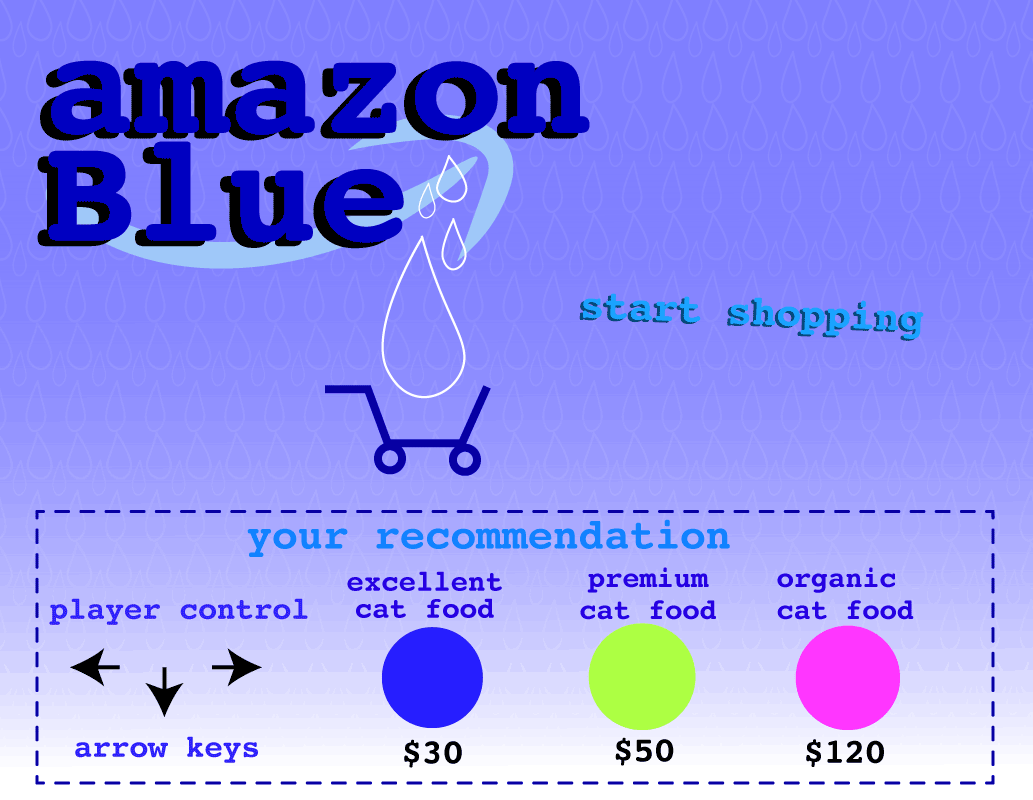 amazon
Blue
start shopping
your recommendation
player control
arrow keys
excellent
cat food
$30
premium
cat food
$50
organic
cat food
$120